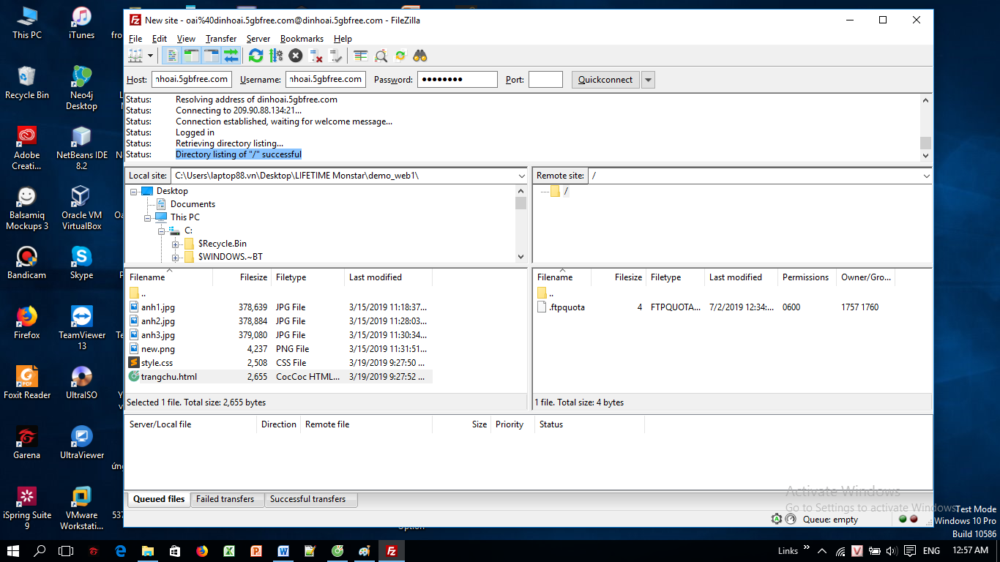 This PC
iTunes
fro
Recycle Bin
Neo4j
Desktop
Adobe
Creati...
NetBeans IDE
8.2
Balsamiq
Mockups 3
Oracle VM
VirtualBox
Bandicam
Skype
Firefox
TeamViewer
13
Foxit Reader
UltraISO
Garena
UltraViewer
ứng
iSpring Suite
9
VMware
Workstati...
537
New site - oai%40dinhoai.5gbfree.com@dinhoai.5gbfree.com - FileZilla
File Edit View Transfer Server Bookmarks Help
Host: nhoai.5gbfree.com Username: nhoai.5gbfree.com Password: ●●●●●●●● Port: Quickconnect
Status: Resolving address of dinhoai.5gbfree.com
Status: Connecting to 209.90.88.134:21...
Status: Connection established, waiting for welcome message...
Status: Logged in
Status: Retrieving directory listing...
Status: Directory listing of "/" successful
Local site: C:\Users\laptop88.vn\Desktop\LIFETIME Monstar\demo_web1\
Desktop
Documents
This PC
C:
$Recycle.Bin
$WINDOWS.~BT
Remote site: /
/
Filename Filesize Filetype Last modified
..
anh1.jpg 378,639 JPG File 3/15/2019 11:18:37...
anh2.jpg 378,884 JPG File 3/15/2019 11:28:03...
anh3.jpg 379,080 JPG File 3/15/2019 11:30:34...
new.png 4,237 PNG File 3/15/2019 11:31:51...
style.css 2,508 CSS File 3/19/2019 9:27:50 ...
trangchu.html 2,655 CocCoc HTML... 3/19/2019 9:27:52 ...
Selected 1 file. Total size: 2,655 bytes
Filename Filesize Filetype Last modified Permissions Owner/Gro...
..
.ftpquota 4 FTPQUOTA... 7/2/2019 12:34:... 0600 1757 1760
1 file. Total size: 4 bytes
Server/Local file Direction Remote file Size Priority Status
Queued files Failed transfers Successful transfers
Queue: empty
Activate Windows
Go to Settings to activate Windows
Test Mode
Windows 10 Pro
Build 10586
Links ENG 12:57 AM